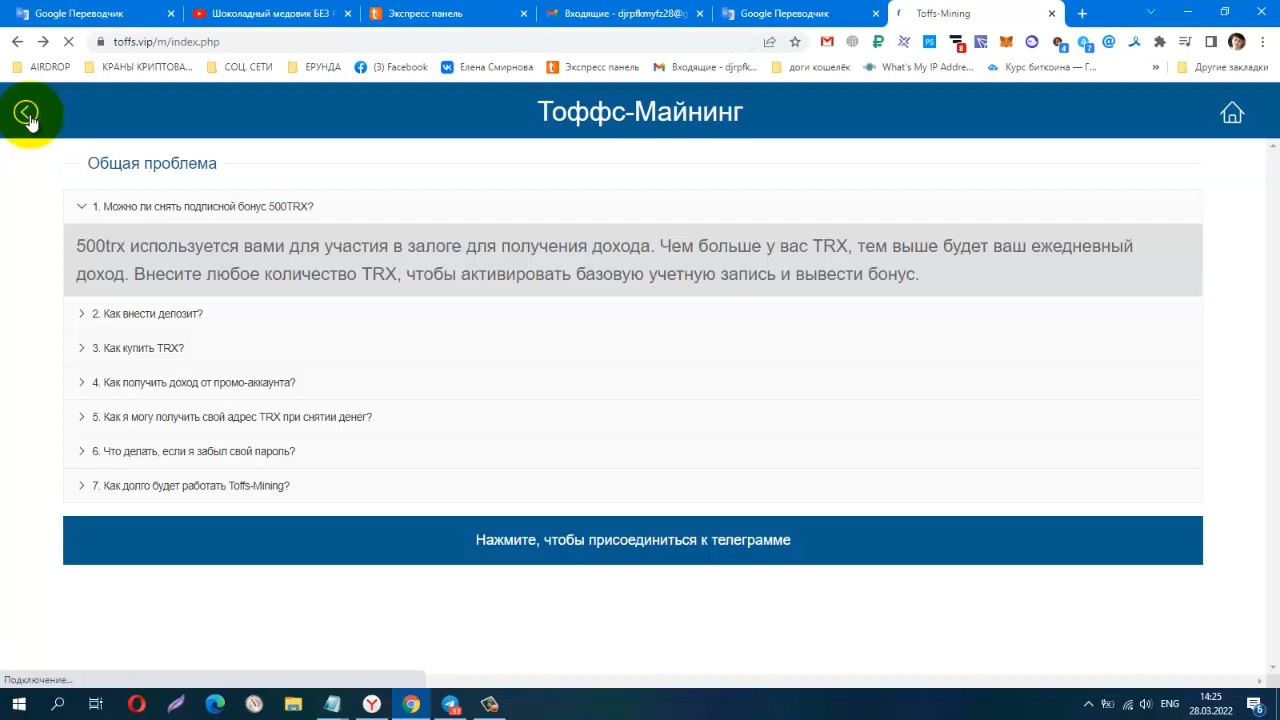 Google Переводчик
Шоколадный медовик БЕЗ
Экспресс панель
Входящие - djrpfkmyfz28@
Google Переводчик
Toffs-Mining
toffs.vip/m/index.php
8
4
7
AIRDROP
КРАНЫ КРИПТОВА...
СОЦ. СЕТИ
ЕРУНДА
(3) Facebook
Елена Смирнова
Экспресс панель
Входящие - djrpfk...
доги кошелёк
What's My IP Addre...
Курс биткоина — Г...
»
Другие закладки
Тоффс-Майнинг
Общая проблема
1. Можно ли снять подписной бонус 500TRX?
500trx используется вами для участия в залоге для получения дохода. Чем больше у вас TRX, тем выше будет ваш ежедневный
доход. Внесите любое количество TRX, чтобы активировать базовую учетную запись и вывести бонус.
2. Как внести депозит?
3. Как купить TRX?
4. Как получить доход от промо-аккаунта?
5. Как я могу получить свой адрес TRX при снятии денег?
6. Что делать, если я забыл свой пароль?
7. Как долго будет работать Toffs-Mining?
Нажмите, чтобы присоединиться к телеграмме
Подключение...
ENG
14:25
28.03.2022